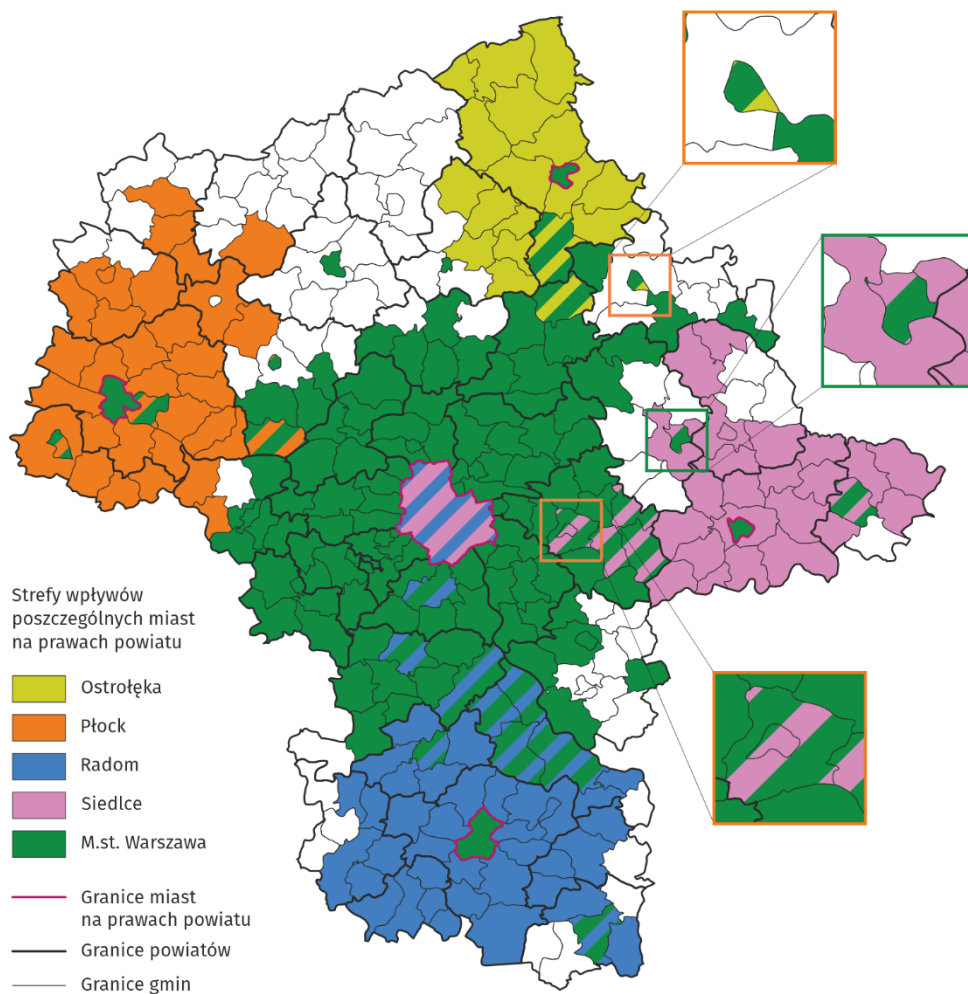 Strefy wpływów
poszczególnych miast
na prawach powiatu
Ostrołęka
Płock
Radom
Siedlce
M.st. Warszawa
Granice miast
na prawach powiatu
Granice powiatów
Granice gmin